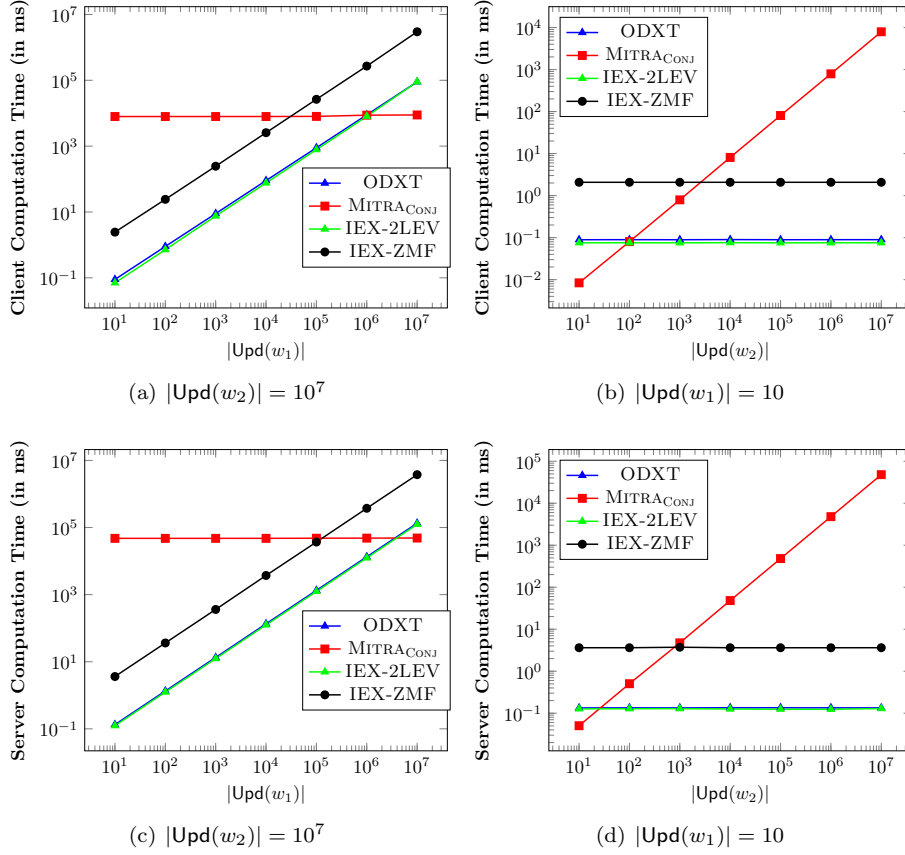 Client Computation Time (in ms)
10^7
10^5
10^3
10^1
10^−1
ODXT
MITRA_CONJ
IEX-2LEV
IEX-ZMF
10^1 10^2 10^3 10^4 10^5 10^6 10^7
|Upd(w_1)|
(a) |Upd(w_2)| = 10^7
Client Computation Time (in ms)
10^4
10^2
10^0
10^−1
10^−2
ODXT
MITRA_CONJ
IEX-2LEV
IEX-ZMF
10^1 10^2 10^3 10^4 10^5 10^6 10^7
|Upd(w_2)|
(b) |Upd(w_1)| = 10
Server Computation Time (in ms)
10^7
10^5
10^3
10^1
10^−1
ODXT
MITRA_CONJ
IEX-2LEV
IEX-ZMF
10^1 10^2 10^3 10^4 10^5 10^6 10^7
|Upd(w_1)|
(c) |Upd(w_2)| = 10^7
Server Computation Time (in ms)
10^5
10^4
10^2
10^1
10^0
10^−1
ODXT
MITRA_CONJ
IEX-2LEV
IEX-ZMF
10^1 10^2 10^3 10^4 10^5 10^6 10^7
|Upd(w_2)|
(d) |Upd(w_1)| = 10